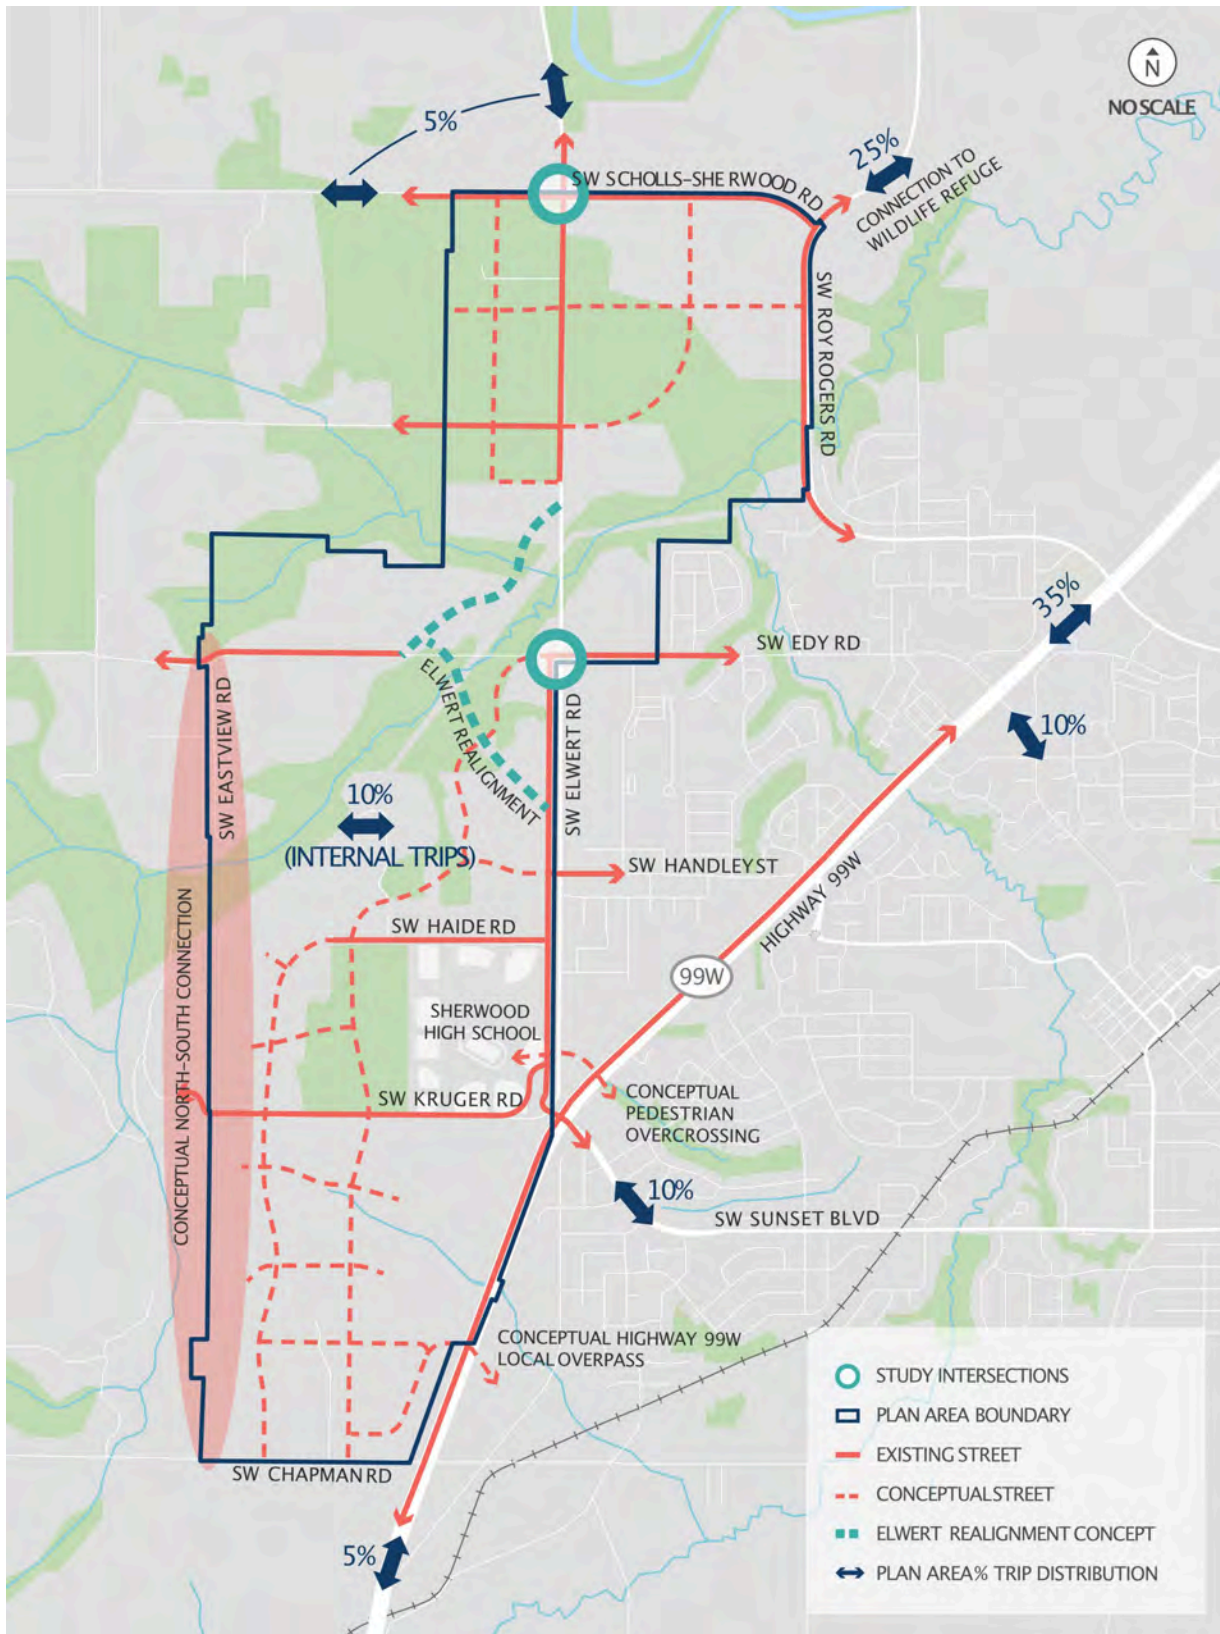 N
NO SCALE
5%
25%
SW SCHOLLS-SHERWOOD RD
CONNECTION TO
WILDLIFE REFUGE
SW ROY ROGERS RD
35%
SW EDY RD
ELWERT REALIGNMENT
SW EASTVIEW RD
SW ELWERT RD
10%
10%
(INTERNAL TRIPS)
SW HANDLEY ST
HIGHWAY 99W
SW HAIDE RD
99W
CONCEPTUAL NORTH-SOUTH CONNECTION
SHERWOOD
HIGH SCHOOL
SW KRUGER RD
CONCEPTUAL
PEDESTRIAN
OVERCROSSING
10%
SW SUNSET BLVD
CONCEPTUAL HIGHWAY 99W
LOCAL OVERPASS
SW CHAPMAN RD
5%
STUDY INTERSECTIONS
PLAN AREA BOUNDARY
EXISTING STREET
CONCEPTUAL STREET
ELWERT REALIGNMENT CONCEPT
PLAN AREA % TRIP DISTRIBUTION